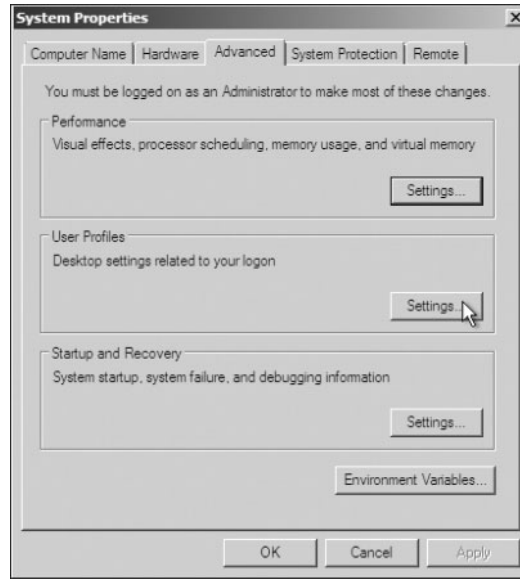 System Properties
Computer Name Hardware Advanced System Protection Remote
You must be logged on as an Administrator to make most of these changes.
Performance
Visual effects, processor scheduling, memory usage, and virtual memory
Settings...
User Profiles
Desktop settings related to your logon
Settings...
Startup and Recovery
System startup, system failure, and debugging information
Settings...
Environment Variables...
OK Cancel Apply